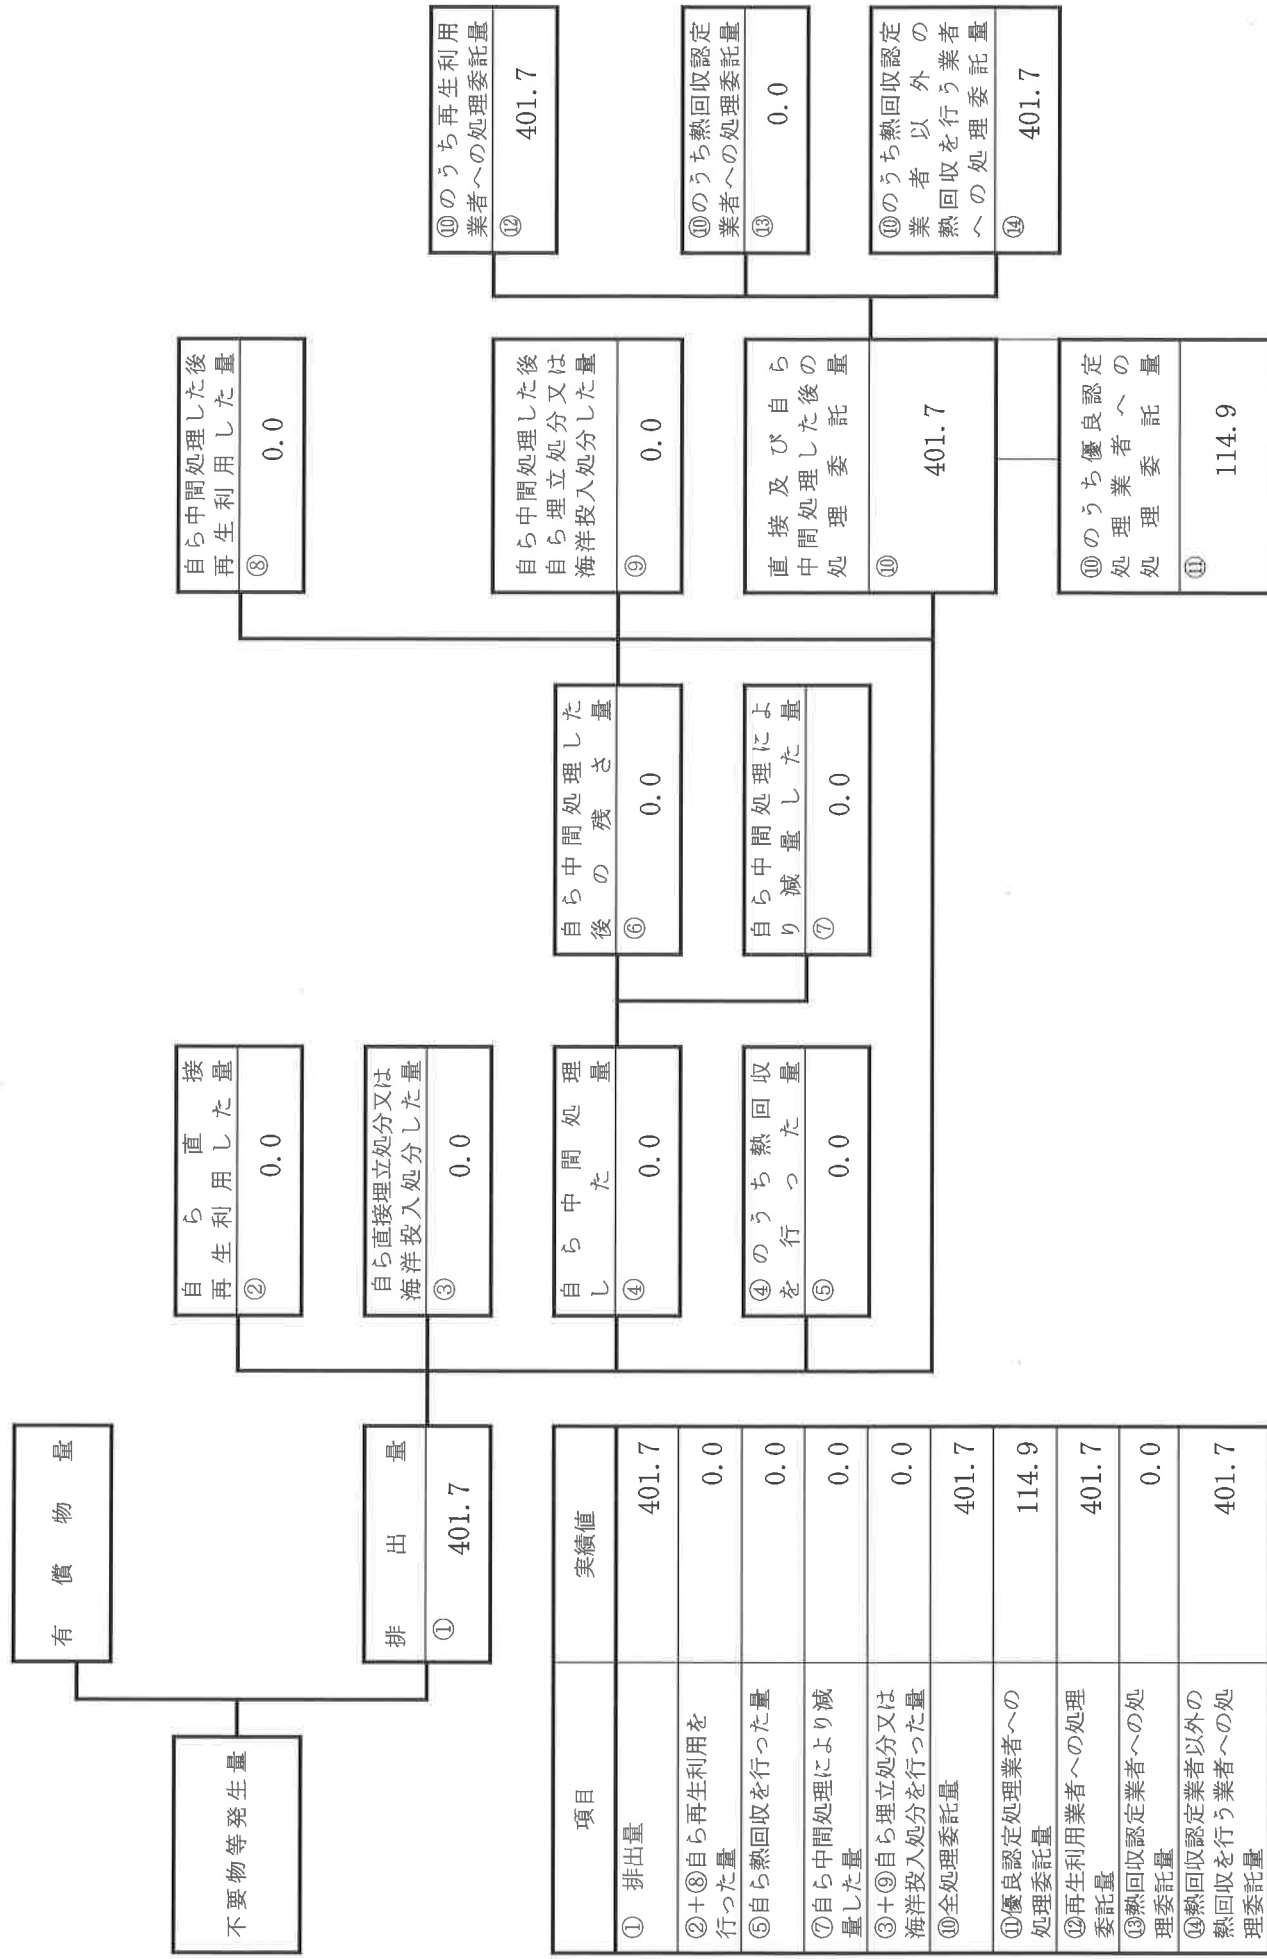 不要物等発生量
有償物量
排出量
①
401.7
自ら直接
再生利用した量
②
0.0
自ら直接埋立処分又は
海洋投入処分した量
③
0.0
自ら中間処理
した量
④
0.0
④のうち熱回収
を行った量
⑤
0.0
自ら中間処理した
後の残さ量
⑥
0.0
自ら中間処理によ
り減量した量
⑦
0.0
自ら中間処理した後
再生利用した量
⑧
0.0
自ら中間処理した後
自ら埋立処分又は
海洋投入処分した量
⑨
0.0
直接及び自ら
中間処理した後の
処理委託量
⑩
401.7
⑩のうち優良認定
処理業者への
処理委託量
⑪
114.9
⑩のうち再生利用
業者への処理委託量
⑫
401.7
⑩のうち熱回収認定
業者への処理委託量
⑬
0.0
⑩のうち熱回収認定
業者以外の
熱回収を行う業者
への処理委託量
⑭
401.7
項目 実績値
① 排出量 401.7
②+⑧自ら再生利用を
行った量 0.0
⑤自ら熱回収を行った量 0.0
⑦自ら中間処理により減
量した量 0.0
③+⑨自ら埋立処分又は
海洋投入処分を行った量 0.0
⑩全処理委託量 401.7
⑪優良認定処理業者への
処理委託量 114.9
⑫再生利用業者への処理
委託量 401.7
⑬熱回収認定業者への処
理委託量 0.0
⑭熱回収認定業者以外の
熱回収を行う業者への処
理委託量 401.7